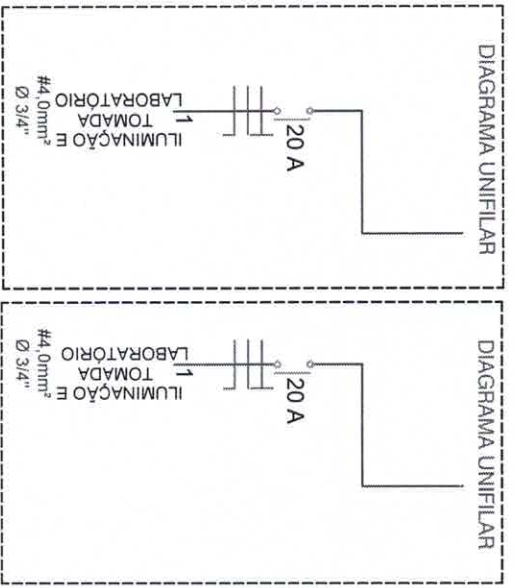 DIAGRAMA UNIFILAR
20 A
1
ILUMINAÇÃO E
TOMADA
LABORATÓRIO
#4,0mm²
Ø 3/4"
DIAGRAMA UNIFILAR
20 A
1
ILUMINAÇÃO E
TOMADA
LABORATÓRIO
#4,0mm²
Ø 3/4"